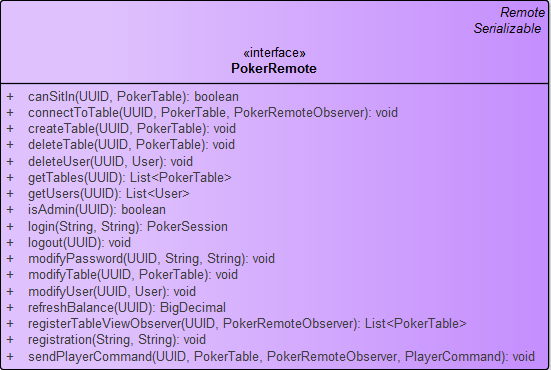 Remote
Serializable
«interface»
PokerRemote
+ canSitIn(UUID, PokerTable): boolean
+ connectToTable(UUID, PokerTable, PokerRemoteObserver): void
+ createTable(UUID, PokerTable): void
+ deleteTable(UUID, PokerTable): void
+ deleteUser(UUID, User): void
+ getTables(UUID): List<PokerTable>
+ getUsers(UUID): List<User>
+ isAdmin(UUID): boolean
+ login(String, String): PokerSession
+ logout(UUID): void
+ modifyPassword(UUID, String, String): void
+ modifyTable(UUID, PokerTable): void
+ modifyUser(UUID, User): void
+ refreshBalance(UUID): BigDecimal
+ registerTableViewObserver(UUID, PokerRemoteObserver): List<PokerTable>
+ registration(String, String): void
+ sendPlayerCommand(UUID, PokerTable, PokerRemoteObserver, PlayerCommand): void